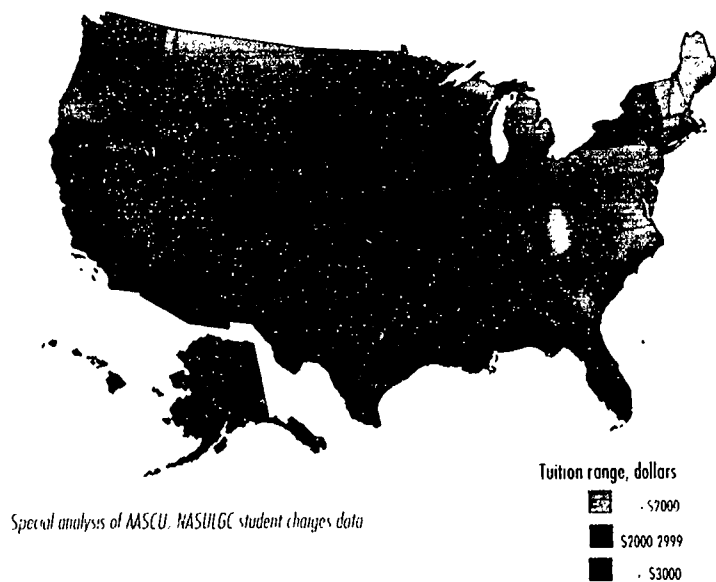 Tuition range, dollars
- $2000
$2000 2999
- $3000
Special analysis of AASCU, NASULGC student charges data